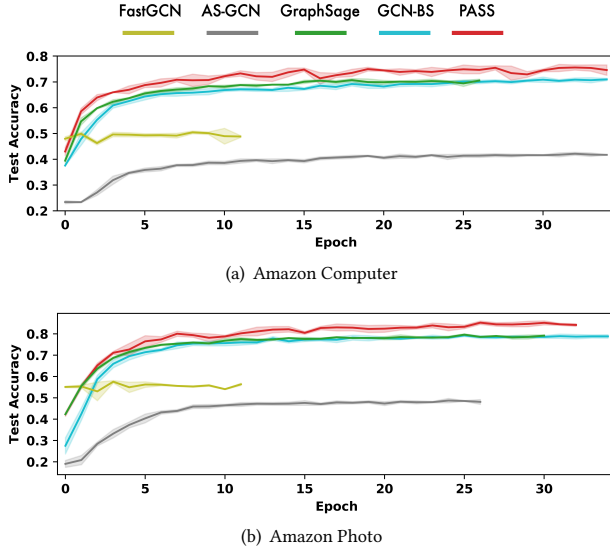 FastGCN AS-GCN GraphSage GCN-BS PASS
0.8
0.7
0.6
0.5
0.4
0.3
0.2
Test Accuracy
0 5 10 15 20 25 30
Epoch
(a) Amazon Computer
0.8
0.7
0.6
0.5
0.4
0.3
0.2
Test Accuracy
0 5 10 15 20 25 30
Epoch
(b) Amazon Photo